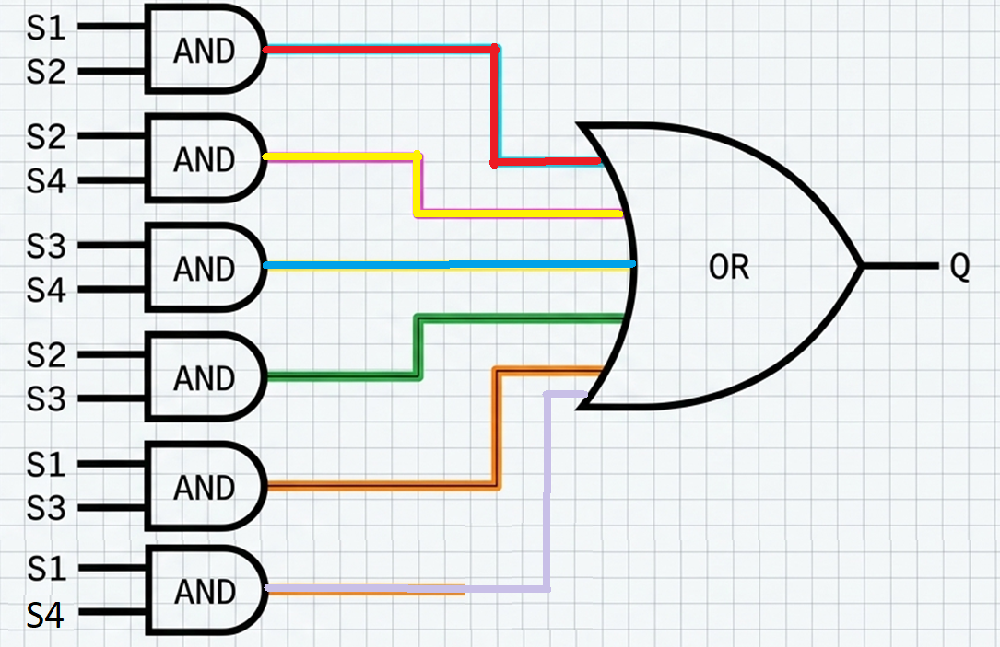 S1
AND
S2
S2
AND
S4
S3
AND
S4
OR
Q
S2
AND
S3
S1
AND
S3
S1
AND
S4